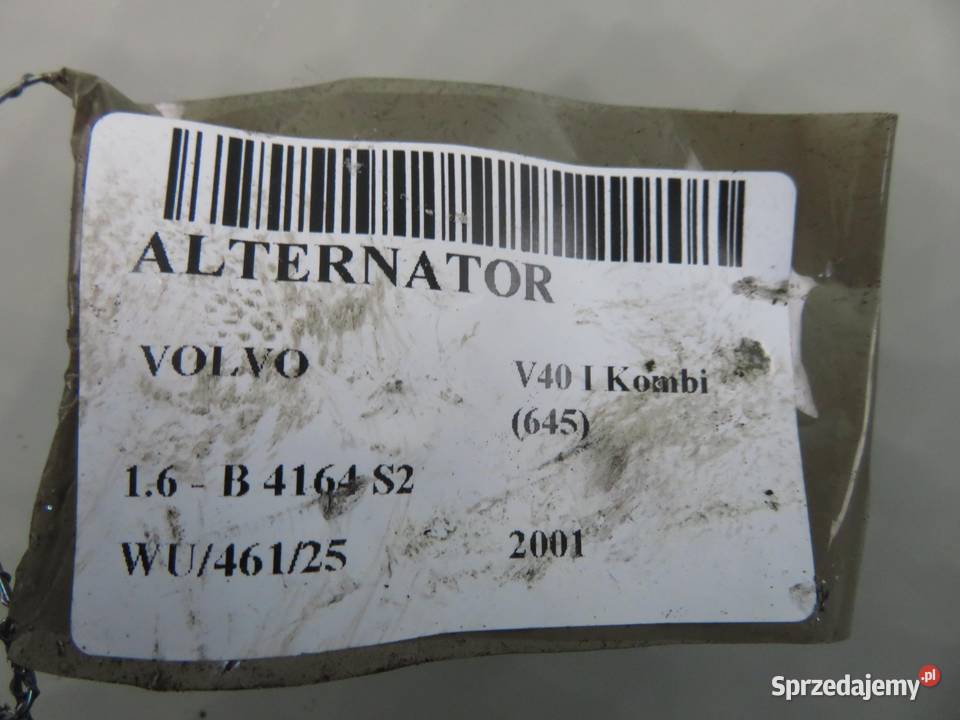 ALTERNATOR
VOLVO
V40 I Kombi
(645)
1.6 - B 4164 S2
WU/461/25
2001
Sprzedajemy.pl